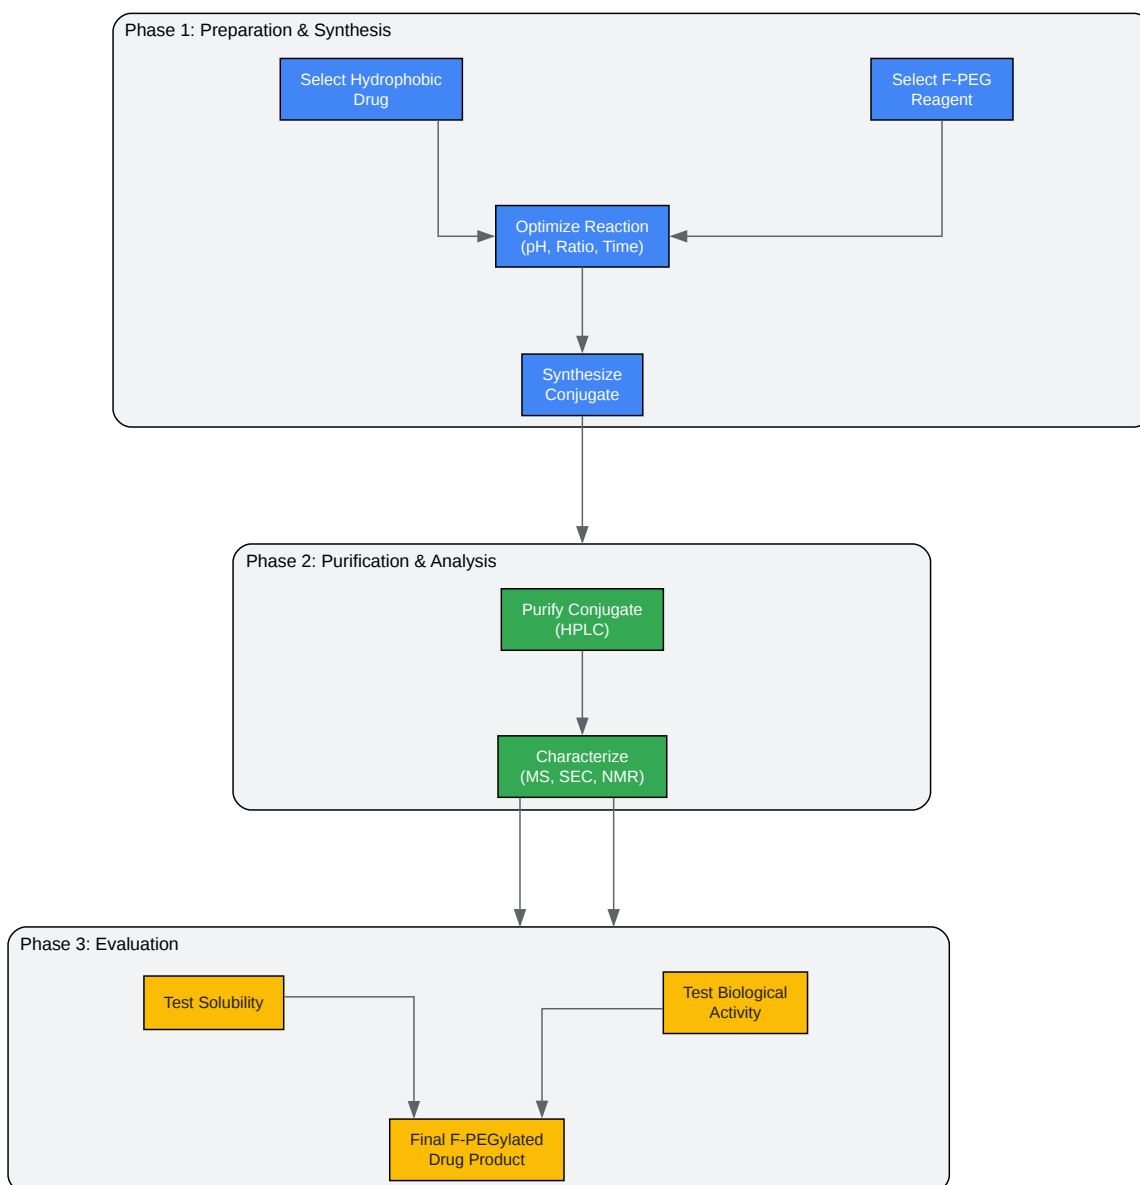 Phase 1: Preparation & Synthesis
Select Hydrophobic
Drug
Select F-PEG
Reagent
Optimize Reaction
(pH, Ratio, Time)
Synthesize
Conjugate
Phase 2: Purification & Analysis
Purify Conjugate
(HPLC)
Characterize
(MS, SEC, NMR)
Phase 3: Evaluation
Test Solubility
Test Biological
Activity
Final F-PEGylated
Drug Product